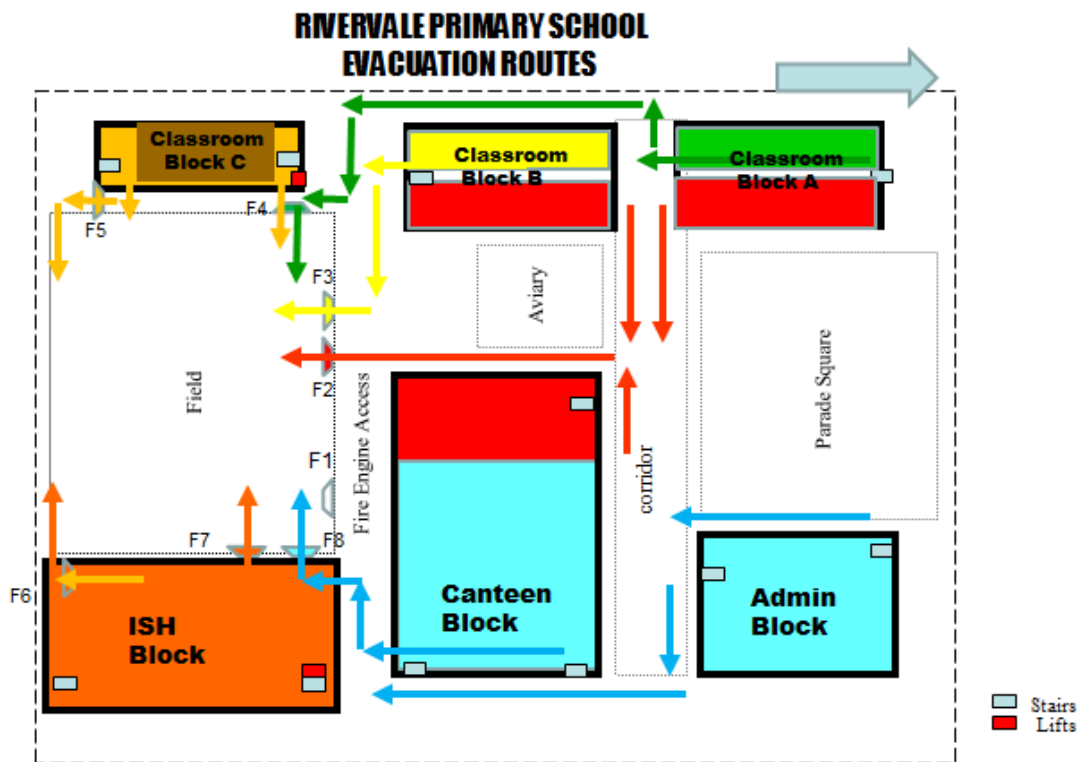 RIVERVALE PRIMARY SCHOOL
EVACUATION ROUTES
Classroom
Block C
Classroom
Block B
Classroom
Block A
F5
F4
F3
Aviary
F2
Field
Fire Engine Access
Parade Square
F1
corridor
F7
F8
F6
ISH
Block
Canteen
Block
Admin
Block
Stairs
Lifts